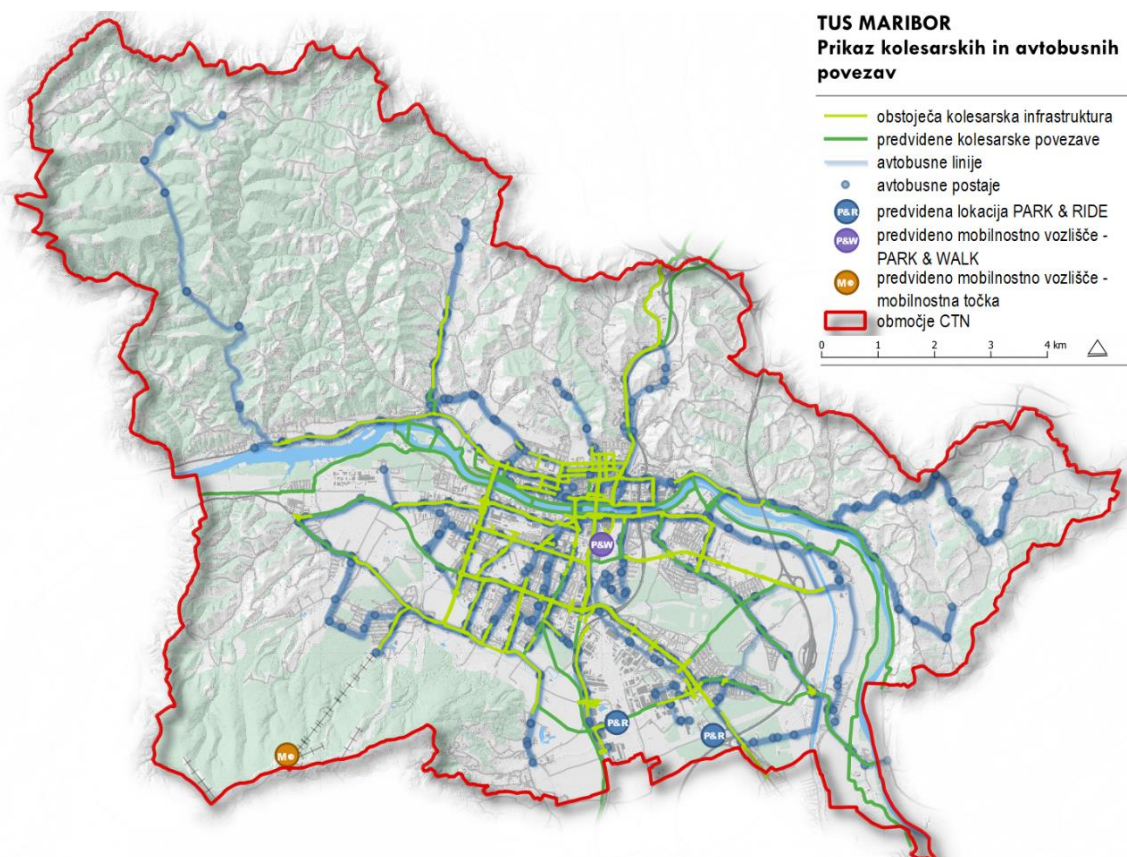 TUS MARIBOR
Prikaz kolesarskih in avtobusnih
povezav
obstoječa kolesarska infrastruktura
predvidene kolesarske povezave
avtobusne linije
avtobusne postaje
P&R predvidena lokacija PARK & RIDE
P&W predvideno mobilnostno vozlišče -
PARK & WALK
M predvideno mobilnostno vozlišče -
mobilnostna točka
območje CTN
0 1 2 3 4 km
P&W
P&R
P&R
M